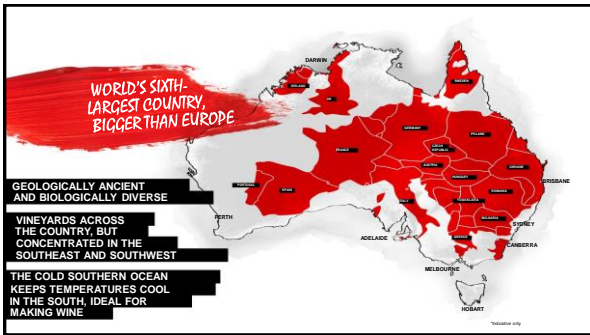 WORLD'S SIXTH-
LARGEST COUNTRY,
BIGGER THAN EUROPE
GEOLOGICALLY ANCIENT
AND BIOLOGICALLY DIVERSE
VINEYARDS ACROSS
THE COUNTRY, BUT
CONCENTRATED IN THE
SOUTHEAST AND SOUTHWEST
THE COLD SOUTHERN OCEAN
KEEPS TEMPERATURES COOL
IN THE SOUTH, IDEAL FOR
MAKING WINE
DARWIN
IRELAND
UK
SWEDEN
GERMANY
POLAND
FRANCE
CZECH
REPUBLIC
AUSTRIA
UKRAINE
HUNGARY
PORTUGAL
SPAIN
ROMANIA
ITALY
YUGOSLAVIA
BULGARIA
GREECE
BRISBANE
PERTH
SYDNEY
ADELAIDE
CANBERRA
MELBOURNE
HOBART
*Indicative only